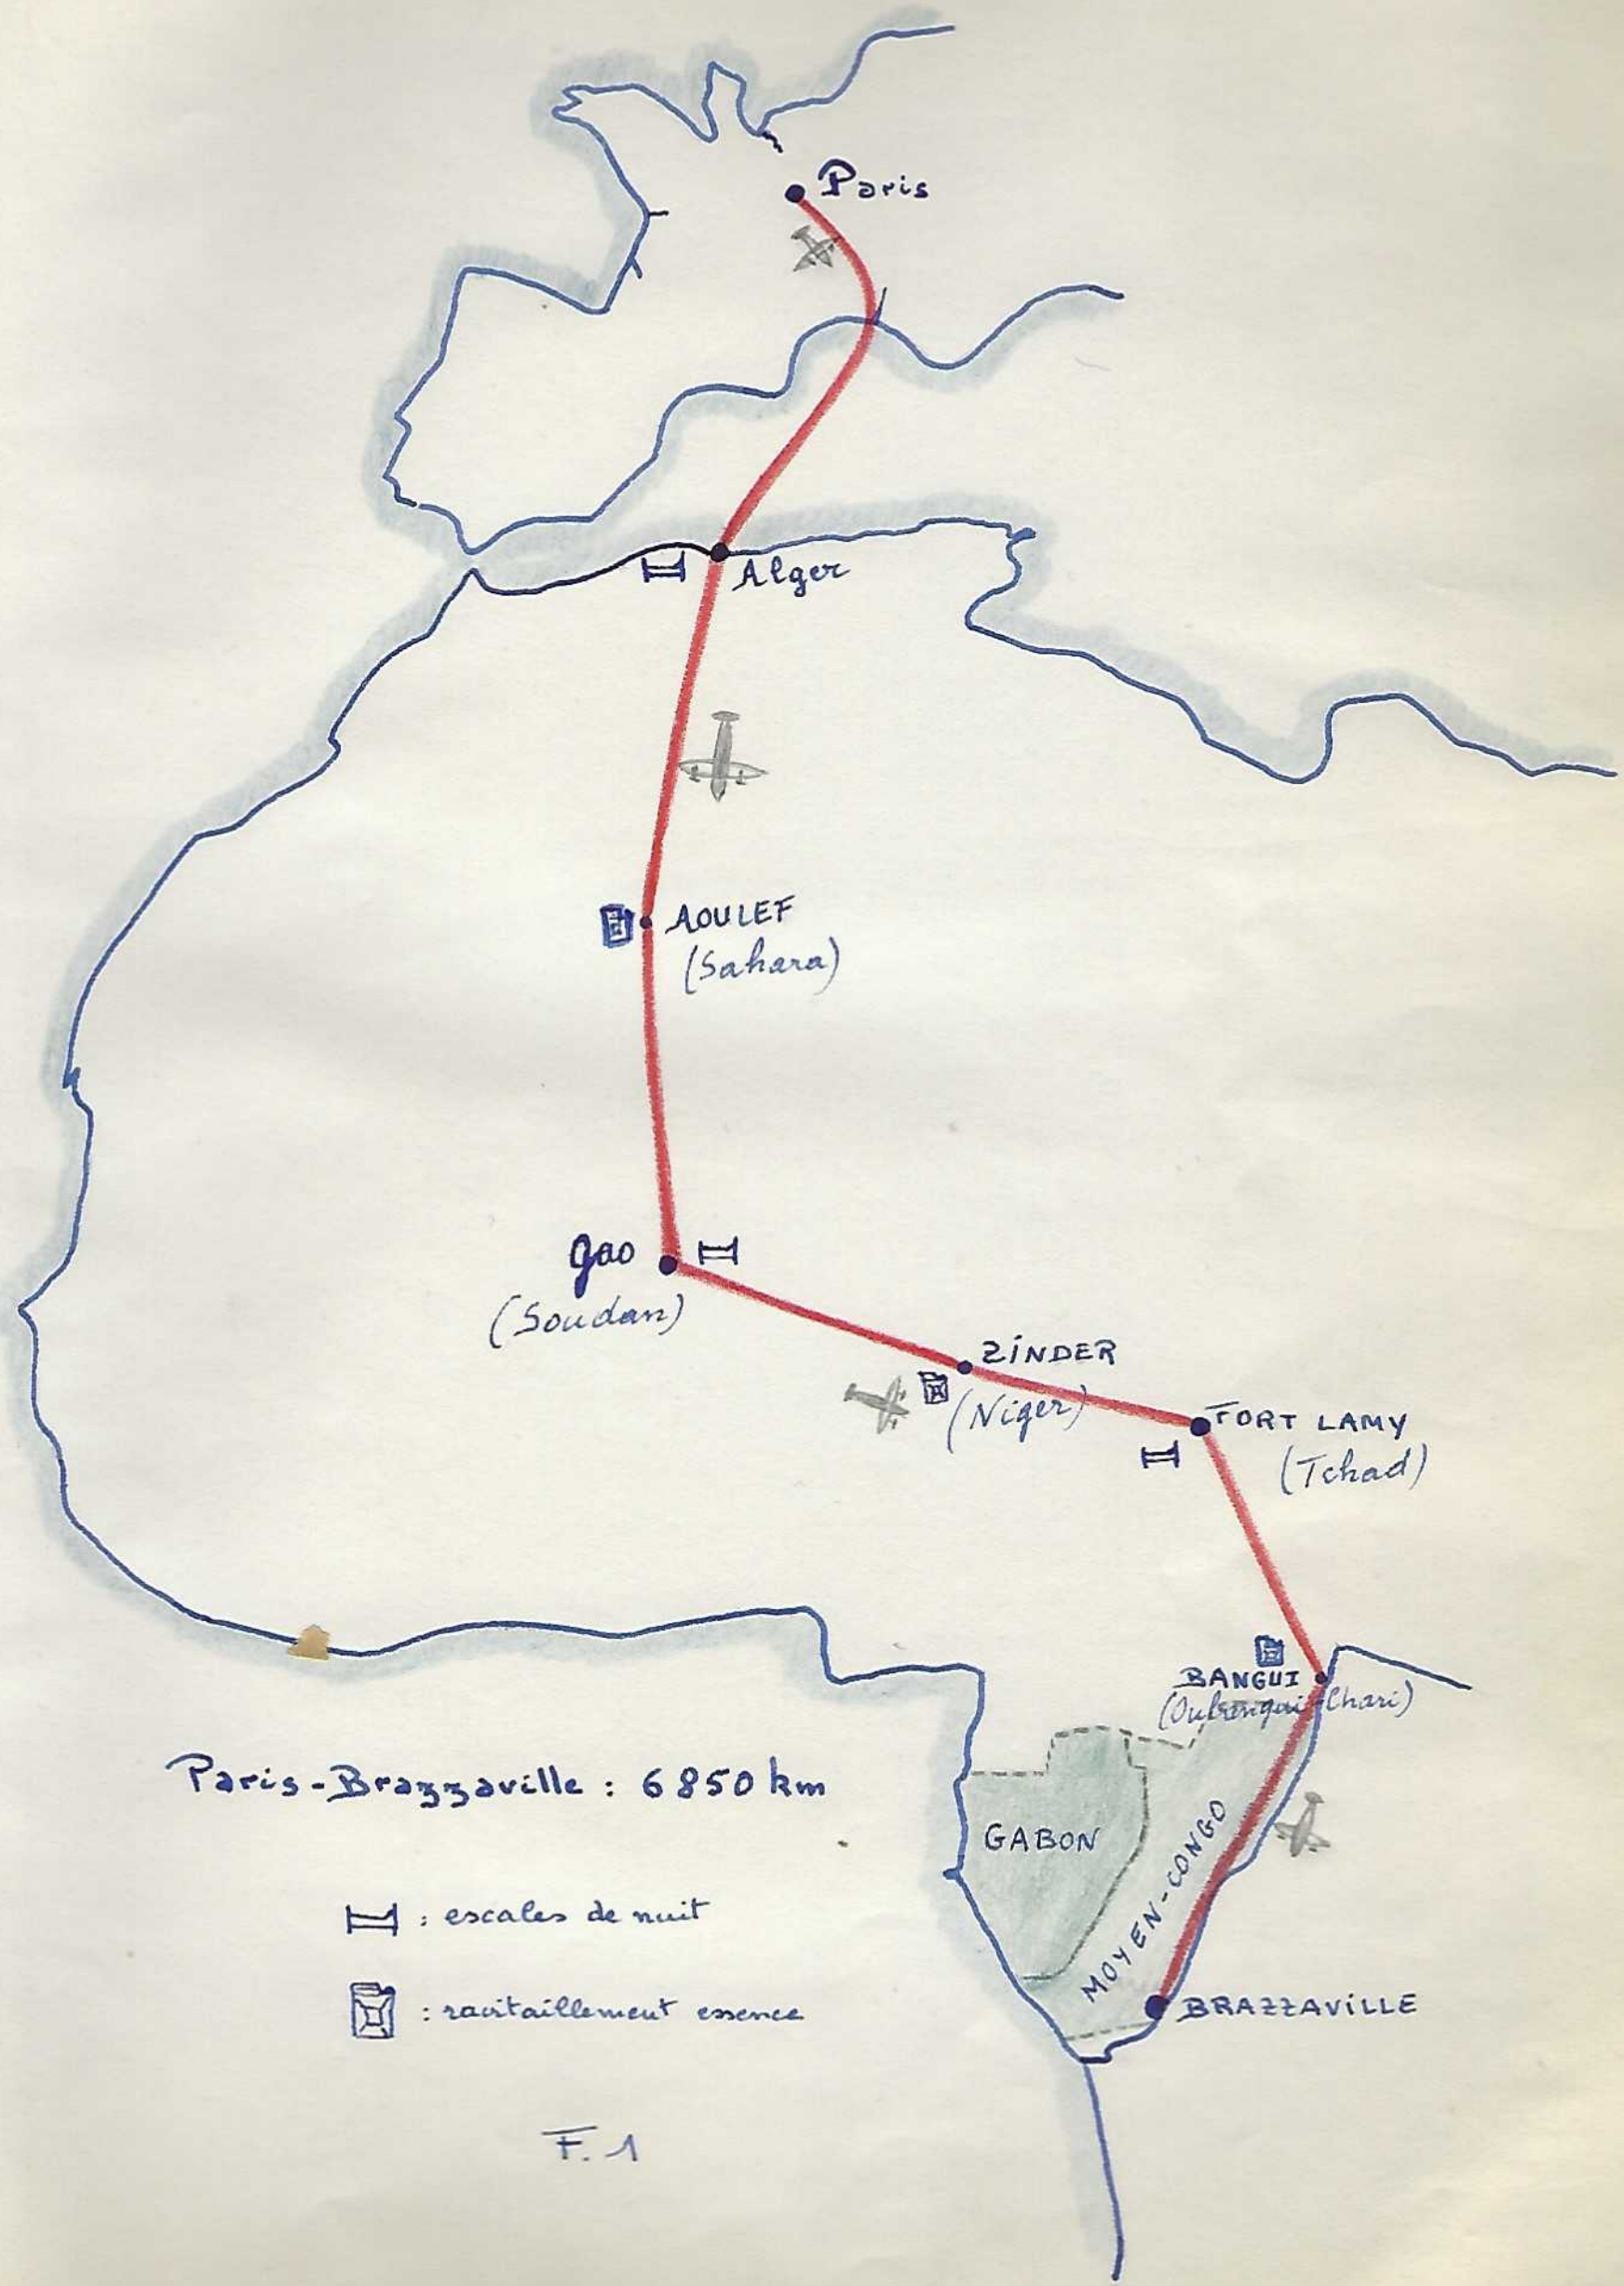 Paris
Alger
AOULEF
(Sahara)
Gao
(Soudan)
ZiNDER
(Niger)
FORT LAMY
(Tchad)
BANGUI
(Oubangui-Chari)
Paris-Brazzaville : 6850 km
GABON
MOYEN-CONGO
: escales de nuit
: ravitaillement essence
BRAZZAViLLE
F. 1